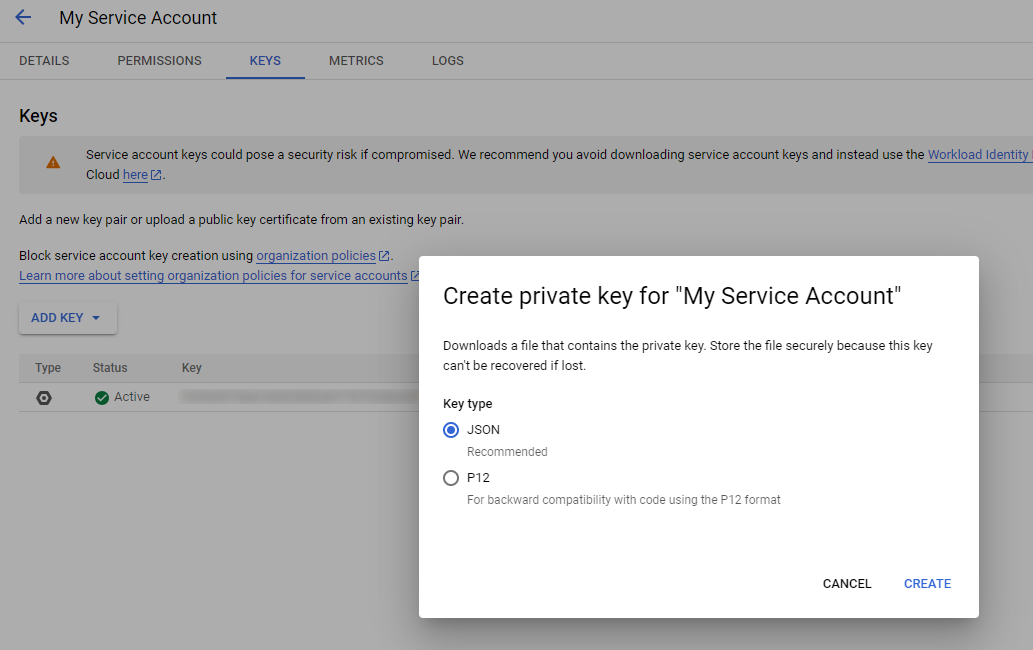 My Service Account
DETAILS PERMISSIONS KEYS METRICS LOGS
Keys
Service account keys could pose a security risk if compromised. We recommend you avoid downloading service account keys and instead use the Workload Identity
Cloud here.
Add a new key pair or upload a public key certificate from an existing key pair.
Block service account key creation using organization policies.
Learn more about setting organization policies for service accounts
ADD KEY
Type Status Key
Active
Create private key for "My Service Account"
Downloads a file that contains the private key. Store the file securely because this key
can't be recovered if lost.
Key type
JSON
Recommended
P12
For backward compatibility with code using the P12 format
CANCEL CREATE